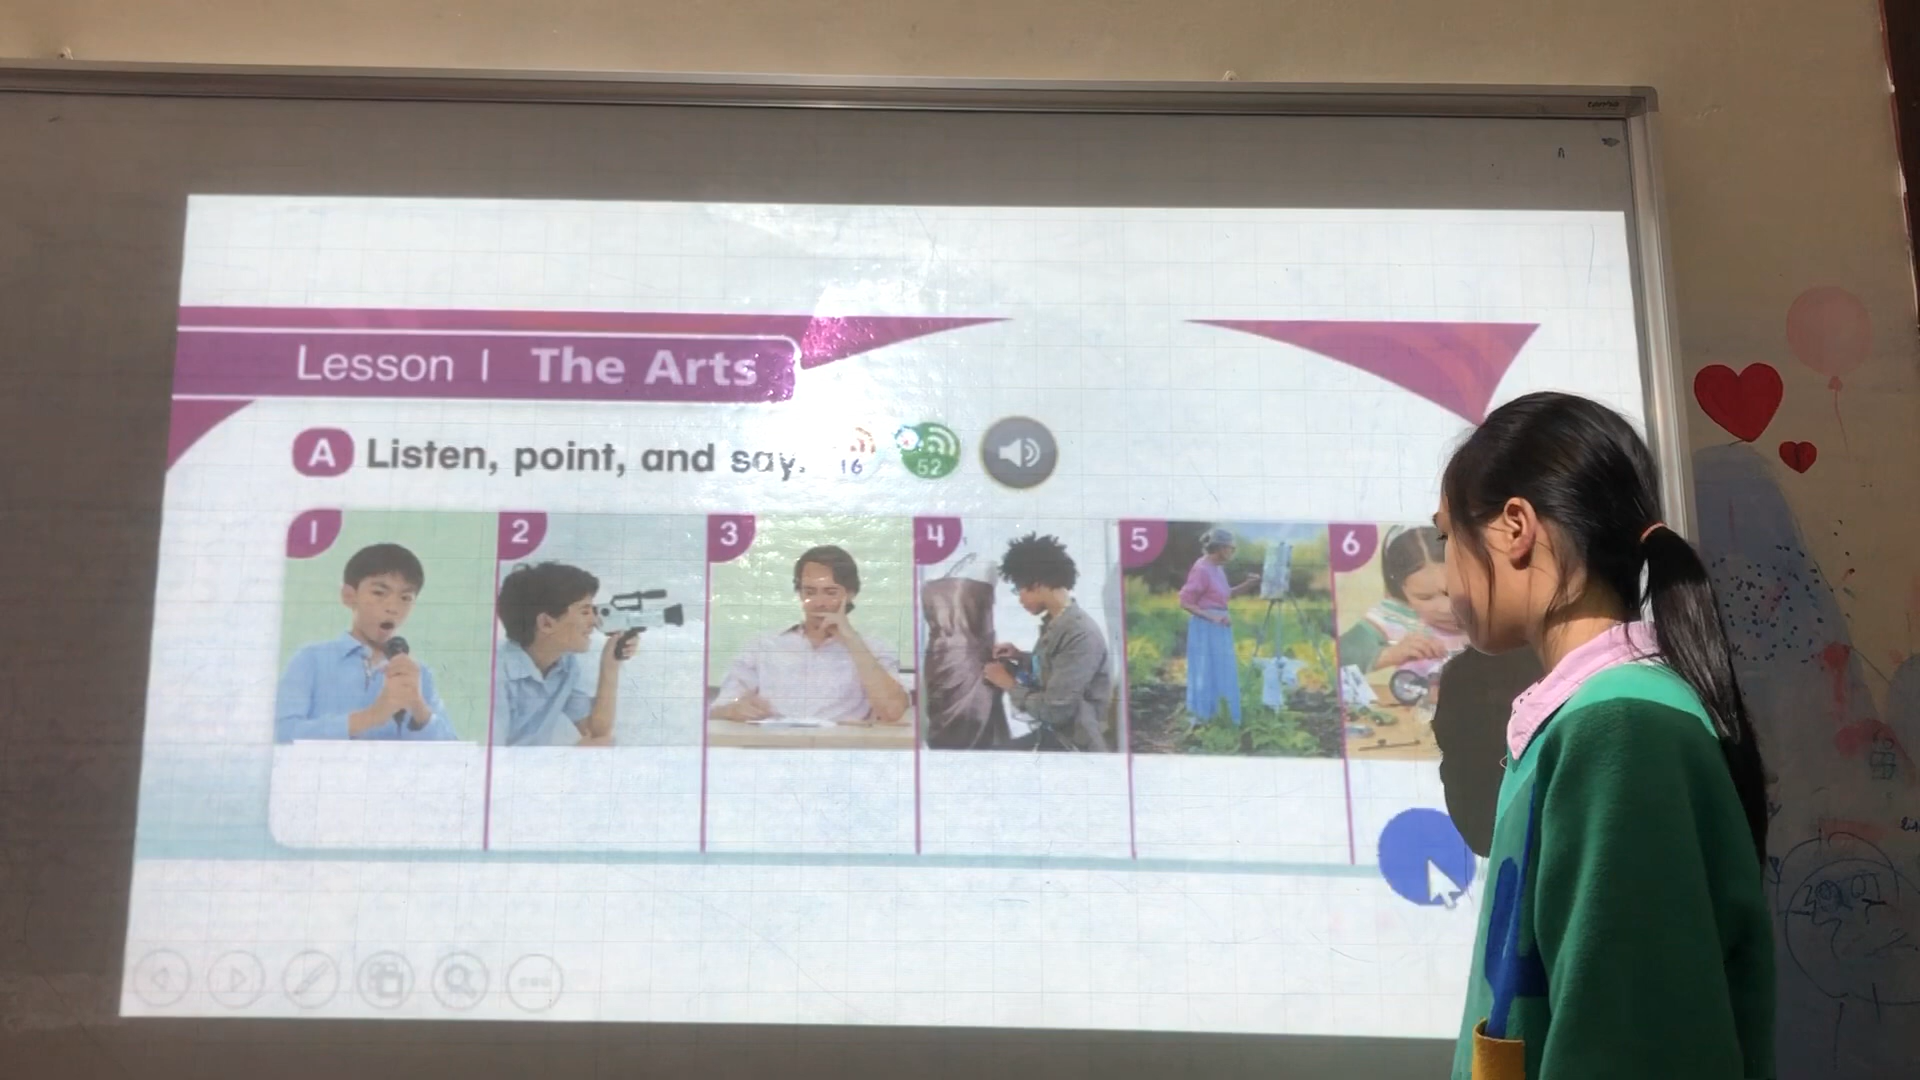 Lesson 1 The Arts
A Listen, point, and say. 16 52
1 2 3 4 5 6